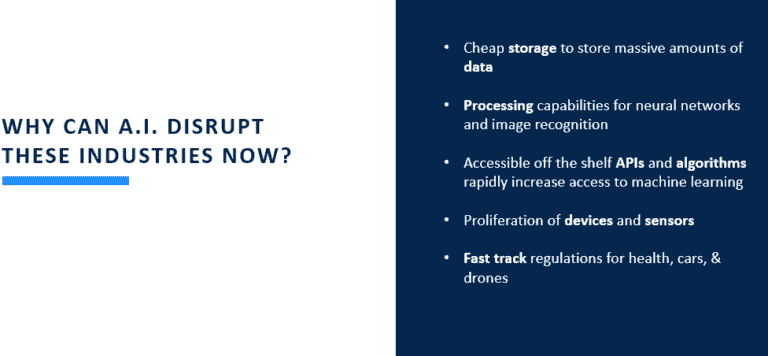 WHY CAN A.I. DISRUPT
THESE INDUSTRIES NOW?
• Cheap storage to store massive amounts of
data
• Processing capabilities for neural networks
and image recognition
• Accessible off the shelf APIs and algorithms
rapidly increase access to machine learning
• Proliferation of devices and sensors
• Fast track regulations for health, cars, &
drones